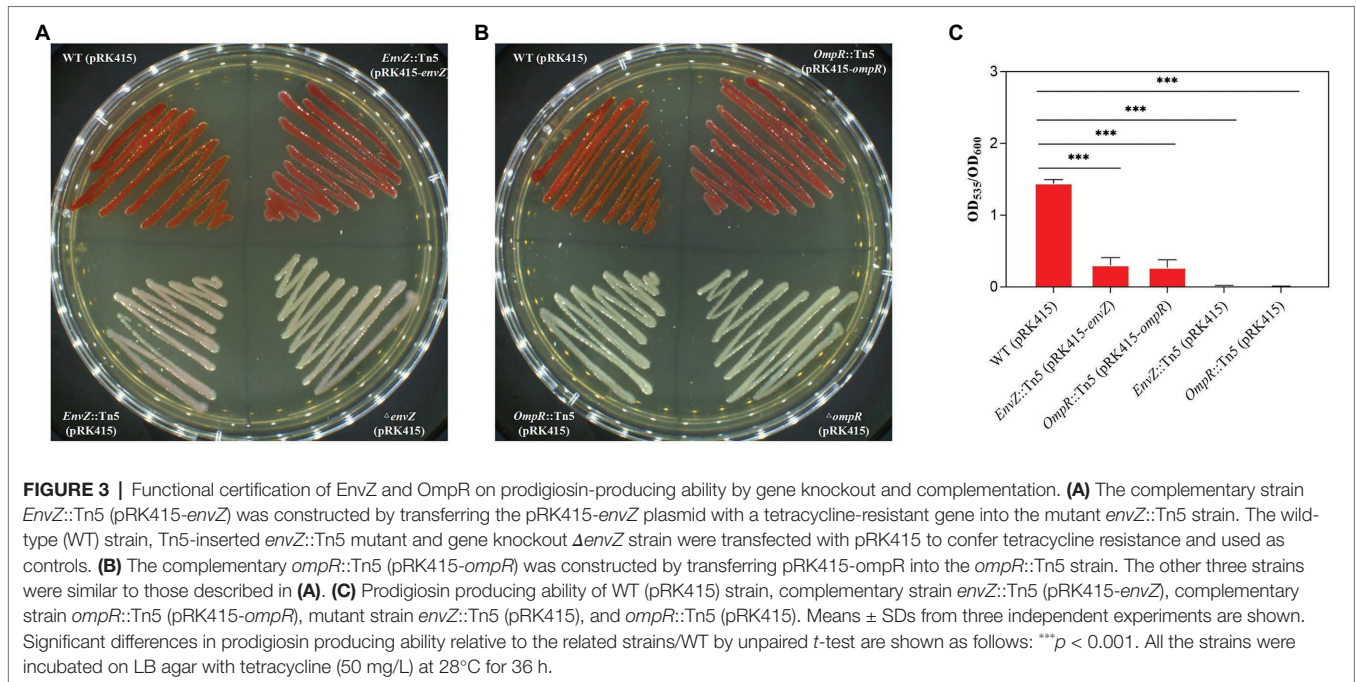 A
B
C
WT (pRK415)
EnvZ::Tn5
(pRK415-envZ)
EnvZ::Tn5
(pRK415)
△envZ
(pRK415)
WT (pRK415)
OmpR::Tn5
(pRK415-ompR)
OmpR::Tn5
(pRK415)
△ompR
(pRK415)
OD535/OD600
3
2
1
0
***
***
***
***
WT (pRK415)
EnvZ::Tn5 (pRK415-envZ)
OmpR::Tn5 (pRK415-ompR)
EnvZ::Tn5 (pRK415)
OmpR::Tn5 (pRK415)
FIGURE 3 | Functional certification of EnvZ and OmpR on prodigiosin-producing ability by gene knockout and complementation. (A) The complementary strain
EnvZ::Tn5 (pRK415-envZ) was constructed by transferring the pRK415-envZ plasmid with a tetracycline-resistant gene into the mutant envZ::Tn5 strain. The wild-
type (WT) strain, Tn5-inserted envZ::Tn5 mutant and gene knockout ΔenvZ strain were transfected with pRK415 to confer tetracycline resistance and used as
controls. (B) The complementary ompR::Tn5 (pRK415-ompR) was constructed by transferring pRK415-ompR into the ompR::Tn5 strain. The other three strains
were similar to those described in (A). (C) Prodigiosin producing ability of WT (pRK415) strain, complementary strain envZ::Tn5 (pRK415-envZ), complementary
strain ompR::Tn5 (pRK415-ompR), mutant strain envZ::Tn5 (pRK415), and ompR::Tn5 (pRK415). Means ± SDs from three independent experiments are shown.
Significant differences in prodigiosin producing ability relative to the related strains/WT by unpaired t-test are shown as follows: ***p < 0.001. All the strains were
incubated on LB agar with tetracycline (50 mg/L) at 28°C for 36 h.